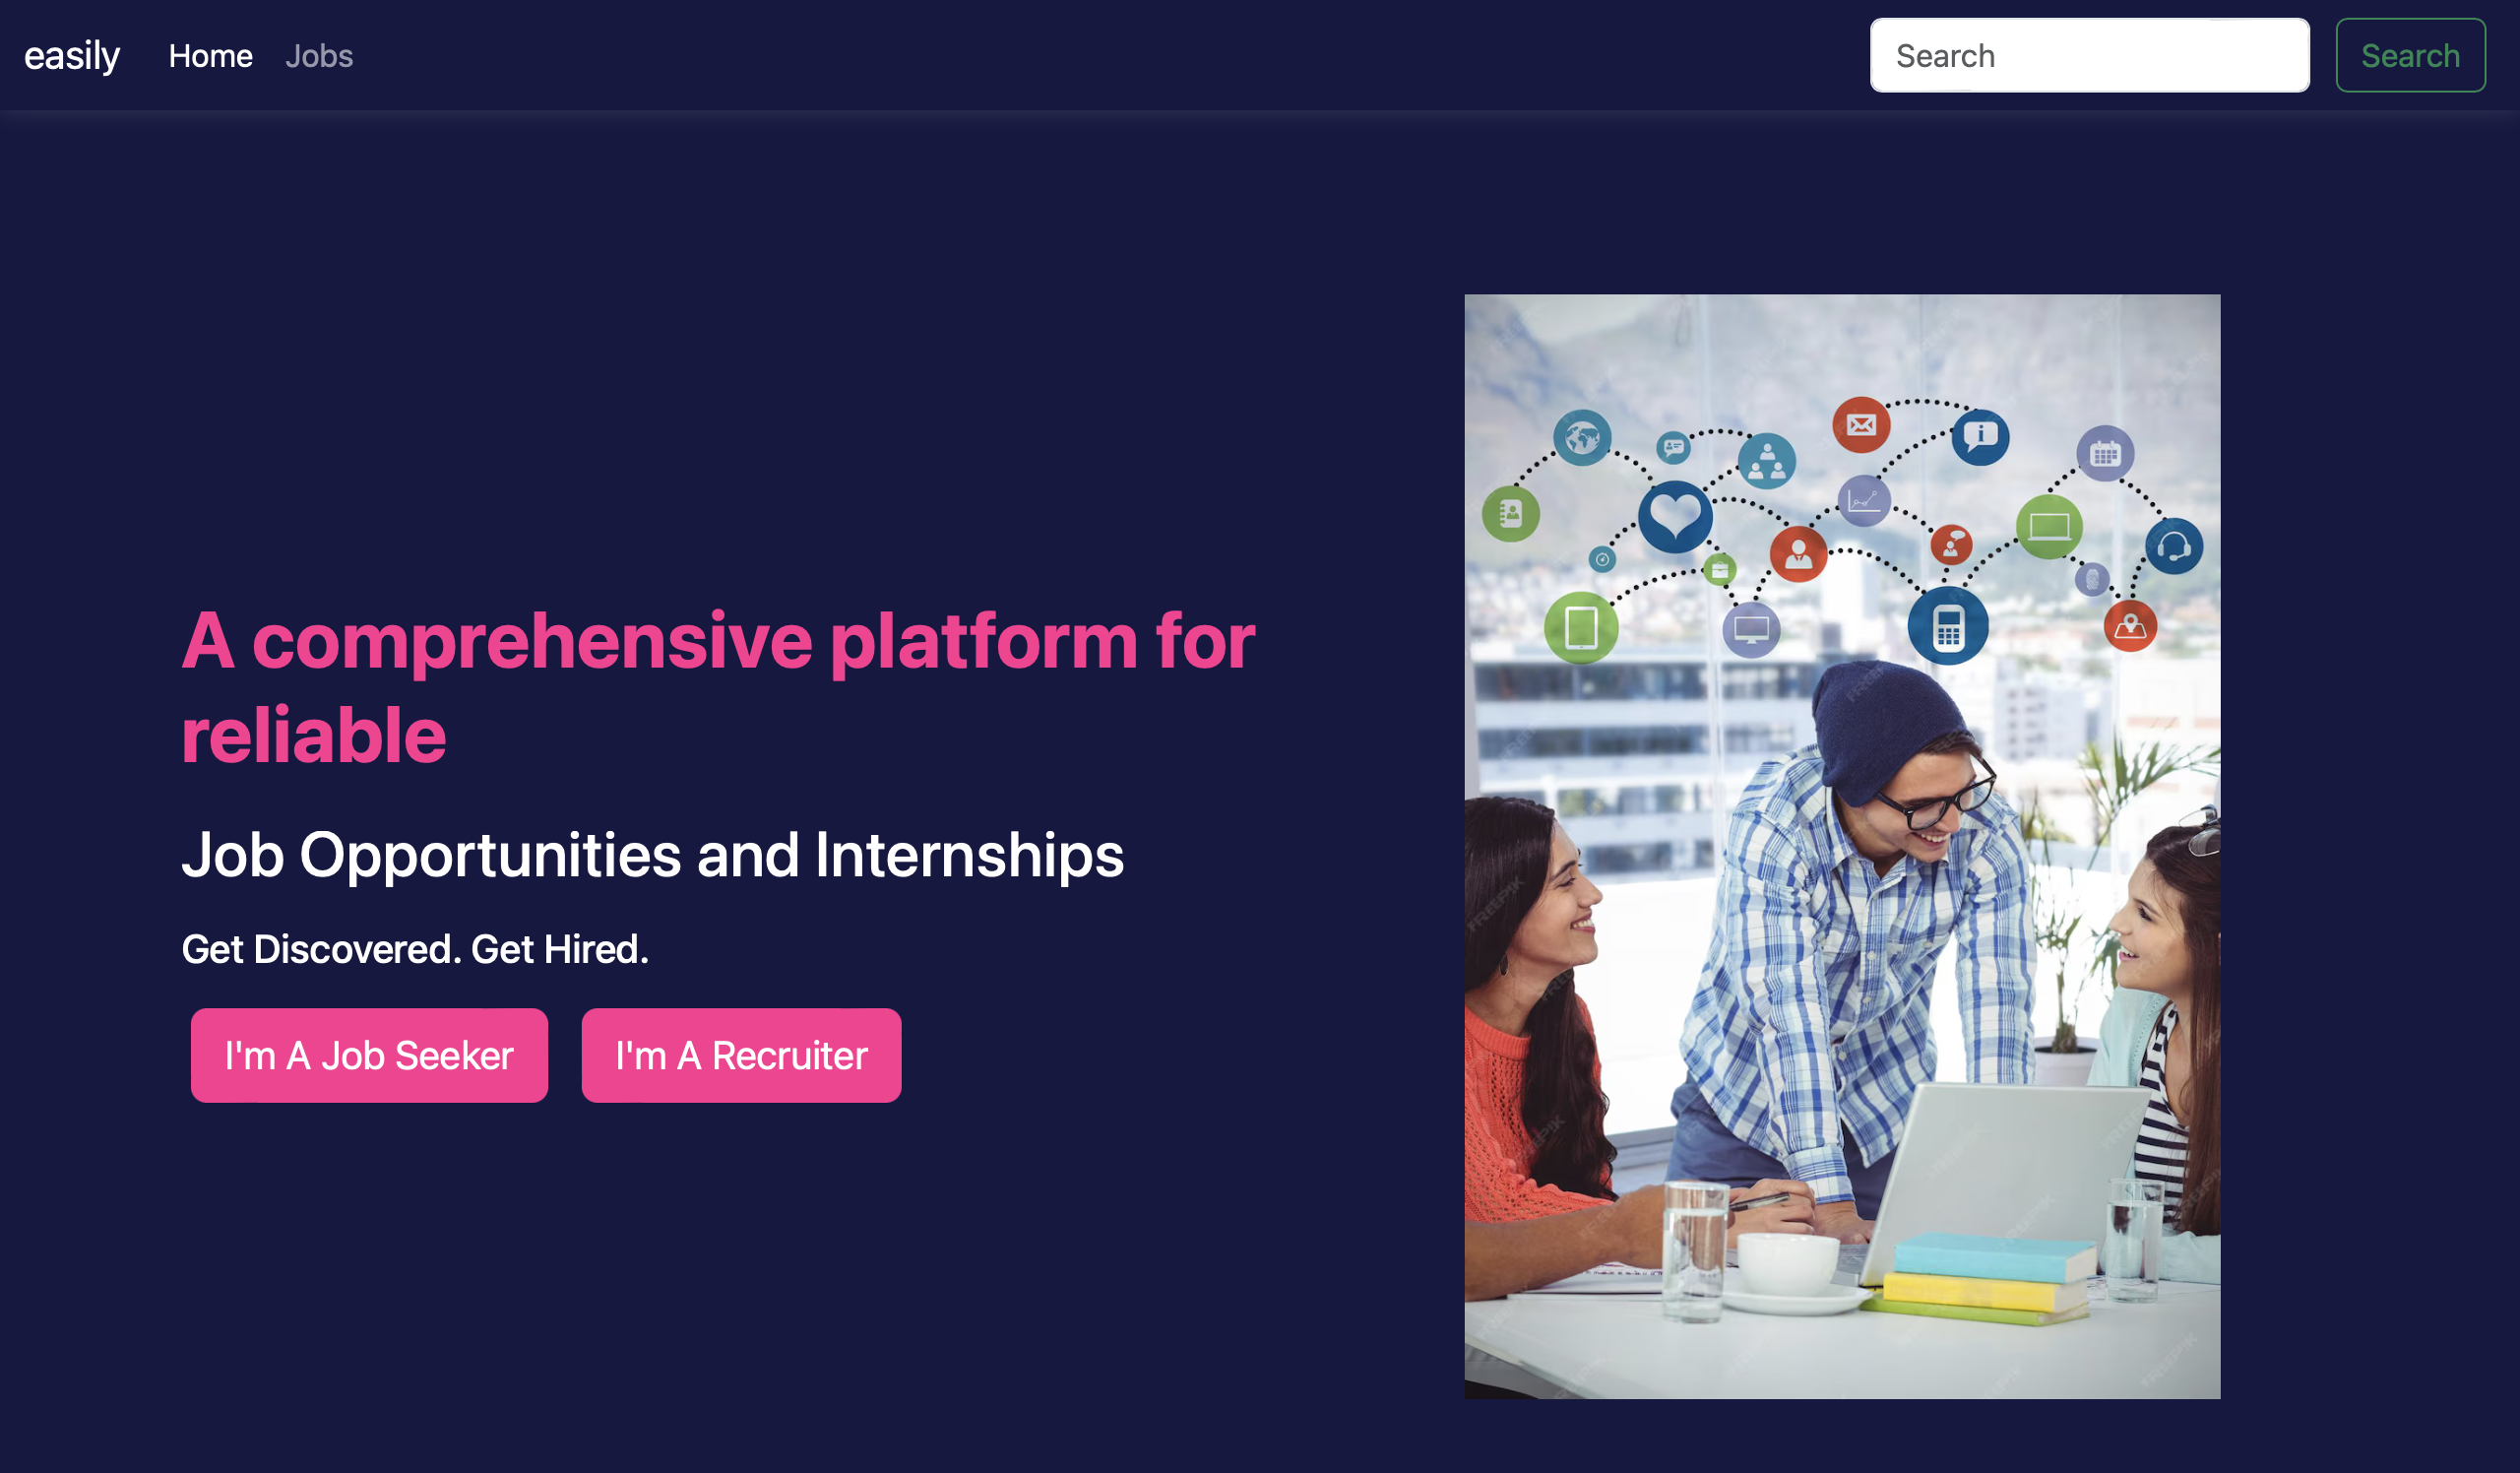 easily Home Jobs Search Search
A comprehensive platform for
reliable
Job Opportunities and Internships
Get Discovered. Get Hired.
I'm A Job Seeker I'm A Recruiter